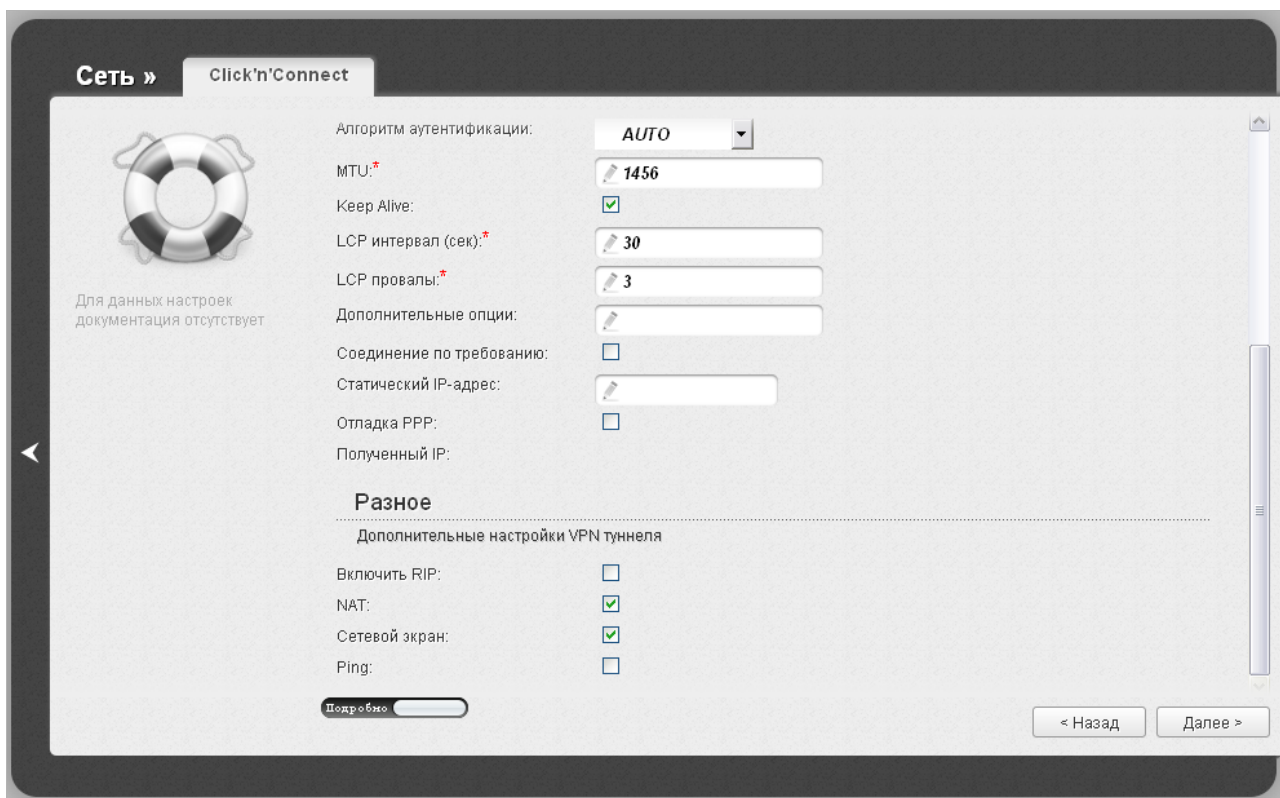 Сеть »
Click'n'Connect
Для данных настроек
документация отсутствует
Алгоритм аутентификации: AUTO
MTU:* 1456
Keep Alive:
LCP интервал (сек):* 30
LCP провалы:* 3
Дополнительные опции:
Соединение по требованию:
Статический IP-адрес:
Отладка PPP:
Полученный IP:
Разное
Дополнительные настройки VPN туннеля
Включить RIP:
NAT:
Сетевой экран:
Ping:
Подробно
< Назад
Далее >